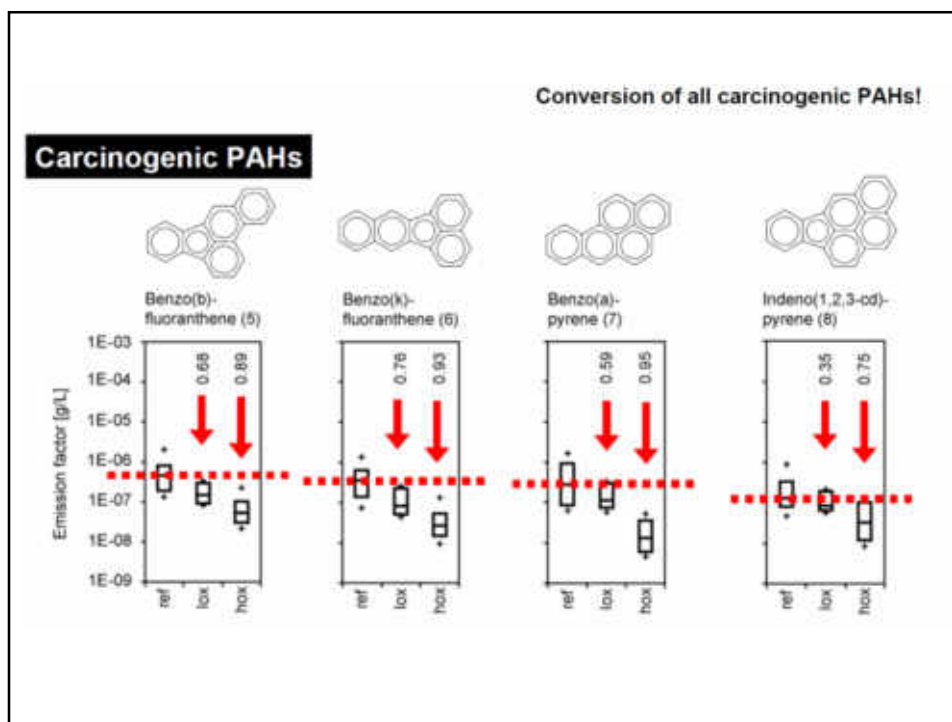 Conversion of all carcinogenic PAHs!
Carcinogenic PAHs
Benzo(b)-
fluoranthene (5)
Benzo(k)-
fluoranthene (6)
Benzo(a)-
pyrene (7)
Indeno(1,2,3-cd)-
pyrene (8)
Emission factor [g/L]
1E-03
1E-04
1E-05
1E-06
1E-07
1E-08
1E-09
0.68
0.89
0.76
0.93
0.59
0.95
0.35
0.75
ref
lox
hox
ref
lox
hox
ref
lox
hox
ref
lox
hox